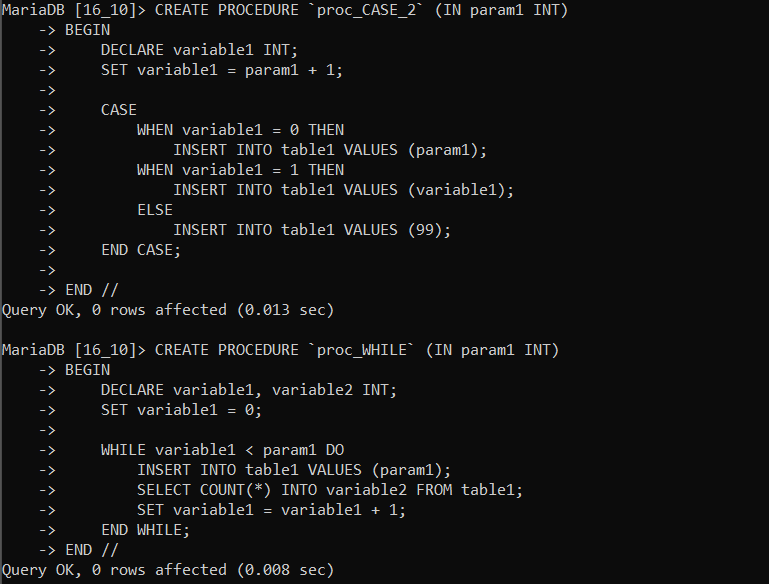 MariaDB [16_10]> CREATE PROCEDURE `proc_CASE_2` (IN param1 INT)
    -> BEGIN
    ->     DECLARE variable1 INT;
    ->     SET variable1 = param1 + 1;
    ->
    ->     CASE
    ->         WHEN variable1 = 0 THEN
    ->             INSERT INTO table1 VALUES (param1);
    ->         WHEN variable1 = 1 THEN
    ->             INSERT INTO table1 VALUES (variable1);
    ->         ELSE
    ->             INSERT INTO table1 VALUES (99);
    ->     END CASE;
    ->
    -> END //
Query OK, 0 rows affected (0.013 sec)

MariaDB [16_10]> CREATE PROCEDURE `proc_WHILE` (IN param1 INT)
    -> BEGIN
    ->     DECLARE variable1, variable2 INT;
    ->     SET variable1 = 0;
    ->
    ->     WHILE variable1 < param1 DO
    ->         INSERT INTO table1 VALUES (param1);
    ->         SELECT COUNT(*) INTO variable2 FROM table1;
    ->         SET variable1 = variable1 + 1;
    ->     END WHILE;
    -> END //
Query OK, 0 rows affected (0.008 sec)